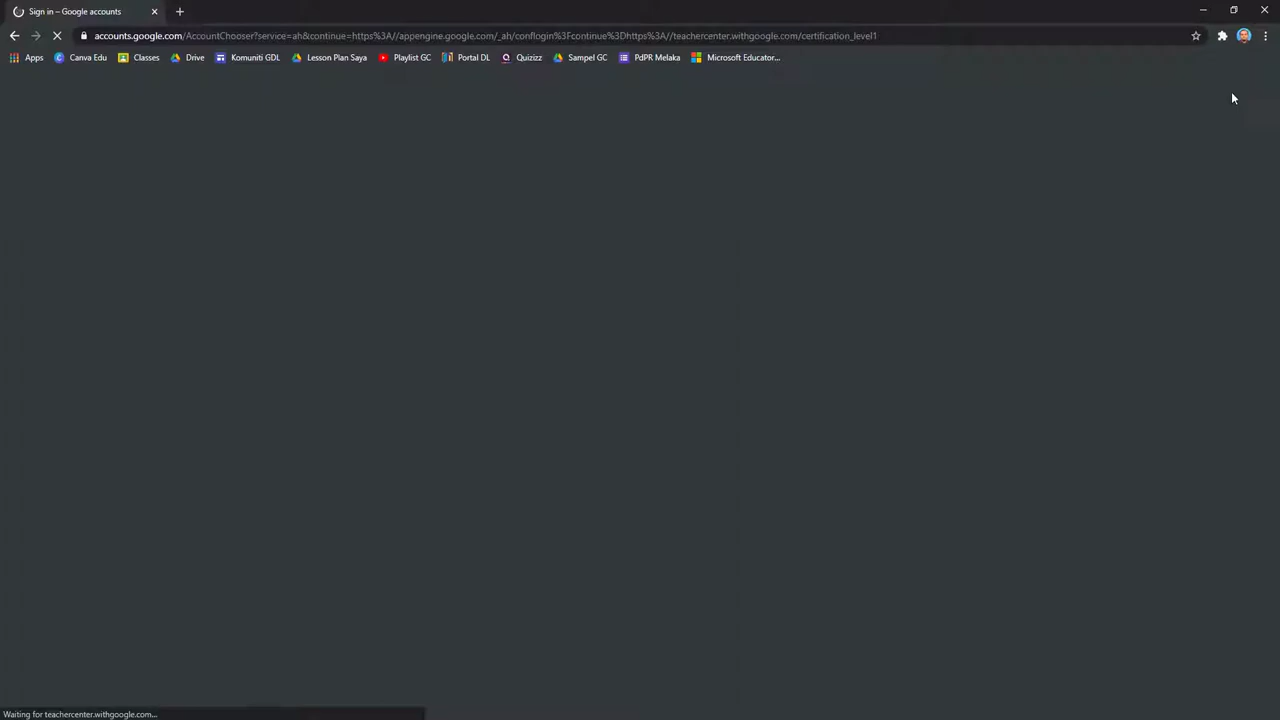 Sign in – Google accounts
accounts.google.com/AccountChooser?service=ah&continue=https%3A//appengine.google.com/_ah/conflogin%3Fcontinue%3Dhttps%3A//teachercenter.withgoogle.com/certification_level1
Apps Canva Edu Classes Drive Komuniti GDL Lesson Plan Saya Playlist GC Portal DL Quizizz Sampel GC PdPR Melaka Microsoft Educator...
Waiting for teachercenter.withgoogle.com...